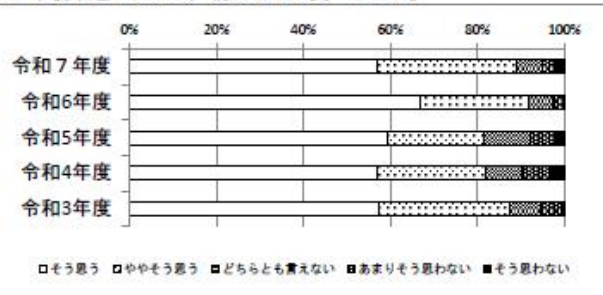 0% 20% 40% 60% 80% 100%
令和７年度
令和6年度
令和5年度
令和4年度
令和3年度
そう思う ややそう思う どちらとも言えない あまりそう思わない そう思わない